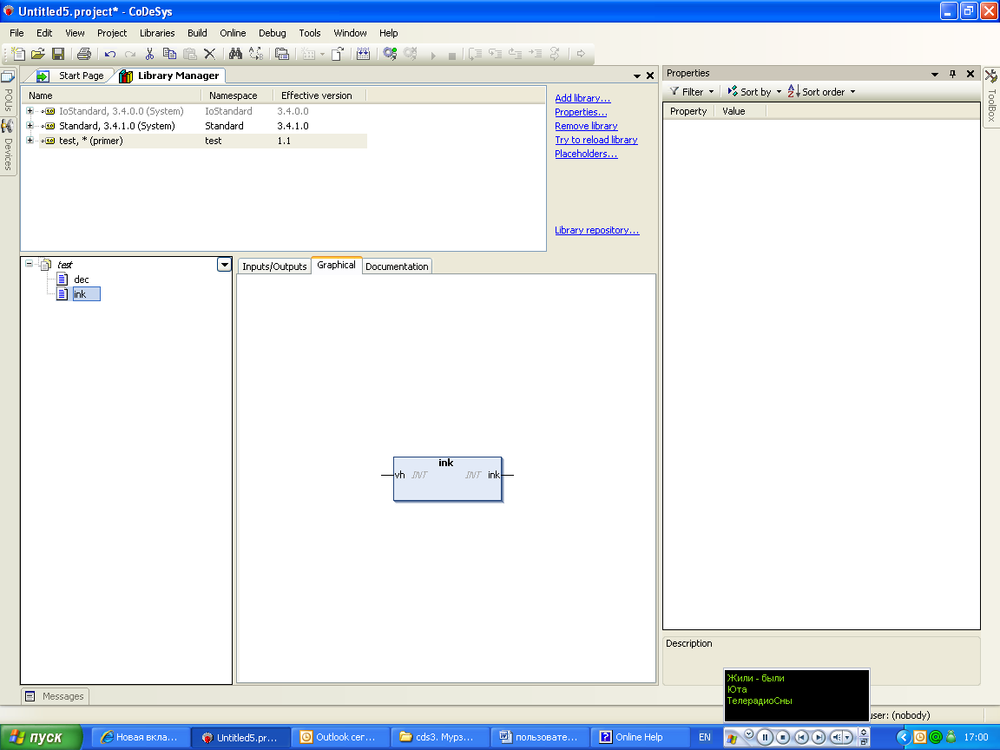 Untitled5.project* - CoDeSys
File Edit View Project Libraries Build Online Debug Tools Window Help
Start Page Library Manager
Name Namespace Effective version
IoStandard, 3.4.0.0 (System) IoStandard 3.4.0.0
Standard, 3.4.1.0 (System) Standard 3.4.1.0
test, * (primer) test 1.1
Add library...
Properties...
Remove library
Try to reload library
Placeholders...
Library repository...
POUs
Devices
test
dec
ink
Inputs/Outputs Graphical Documentation
ink
vh INT INT ink
Properties
Filter Sort by Sort order
Property Value
ToolBox
Description
Messages
Жили - были
Юта
ТелерадиоСны
user: (nobody)
пуск Новая вкла... Untitled5.pr... Outlook сег... cds3. Мурз... пользовате... Online Help EN 17:00